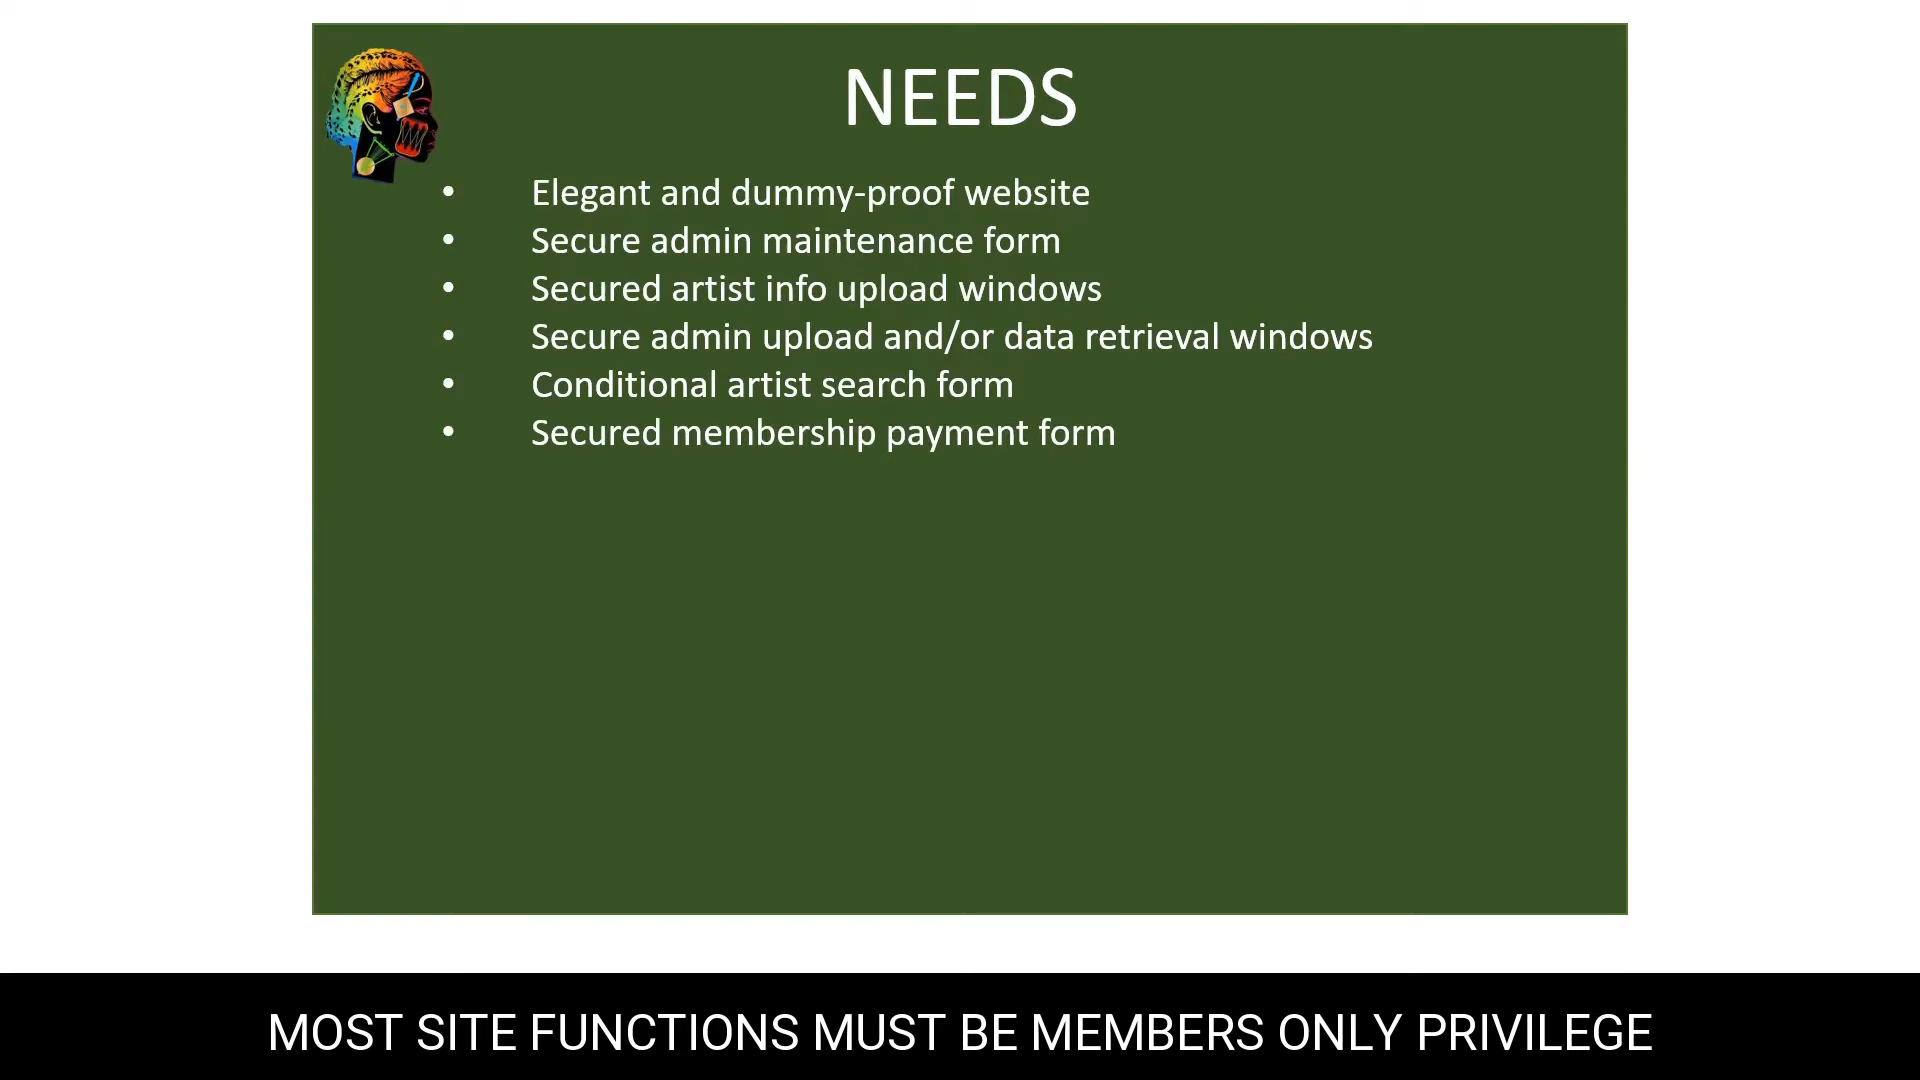 NEEDS
• Elegant and dummy-proof website
• Secure admin maintenance form
• Secured artist info upload windows
• Secure admin upload and/or data retrieval windows
• Conditional artist search form
• Secured membership payment form
MOST SITE FUNCTIONS MUST BE MEMBERS ONLY PRIVILEGE